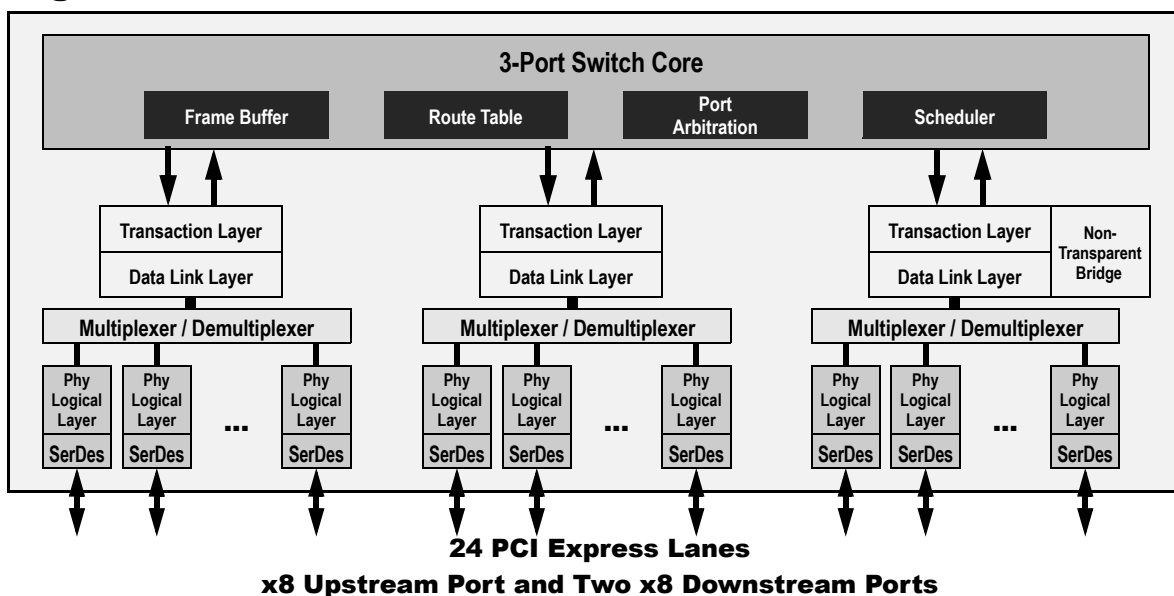 3-Port Switch Core
Frame Buffer
Route Table
Port
Arbitration
Scheduler
Transaction Layer
Data Link Layer
Transaction Layer
Data Link Layer
Transaction Layer
Data Link Layer
Non-
Transparent
Bridge
Multiplexer / Demultiplexer
Multiplexer / Demultiplexer
Multiplexer / Demultiplexer
Phy
Logical
Layer
SerDes
Phy
Logical
Layer
SerDes
...
Phy
Logical
Layer
SerDes
Phy
Logical
Layer
SerDes
Phy
Logical
Layer
SerDes
...
Phy
Logical
Layer
SerDes
Phy
Logical
Layer
SerDes
Phy
Logical
Layer
SerDes
...
Phy
Logical
Layer
SerDes
24 PCI Express Lanes
x8 Upstream Port and Two x8 Downstream Ports